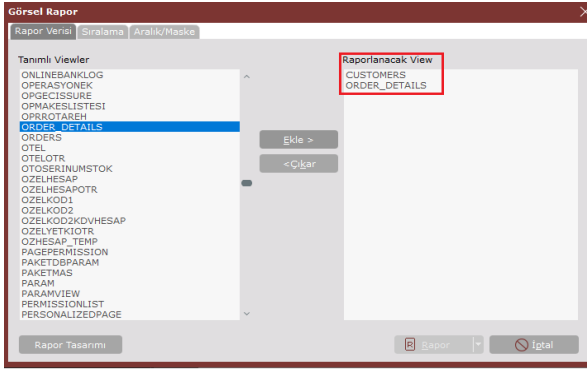 Görsel Rapor
Rapor Verisi Sıralama Aralık/Maske
Tanımlı Viewler
ONLINEBANKLOG
OPERASYONEK
OPGECISSURE
OPMAKESLISTESI
OPRROTAREH
ORDER_DETAILS
ORDERS
OTEL
OTELOTR
OTOSERINUMSTOK
OZELHESAP
OZELHESAPOTR
OZELKOD1
OZELKOD2
OZELKOD2KDVHESAP
OZELYETKIOTR
OZHESAP_TEMP
PAGEPERMISSION
PAKETDBPARAM
PAKETMAS
PARAM
PARAMVIEW
PERMISSIONLIST
PERSONALIZEDPAGE
Ekle >
<Çıkar
Raporlanacak View
CUSTOMERS
ORDER_DETAILS
Rapor Tasarımı
Rapor
İptal